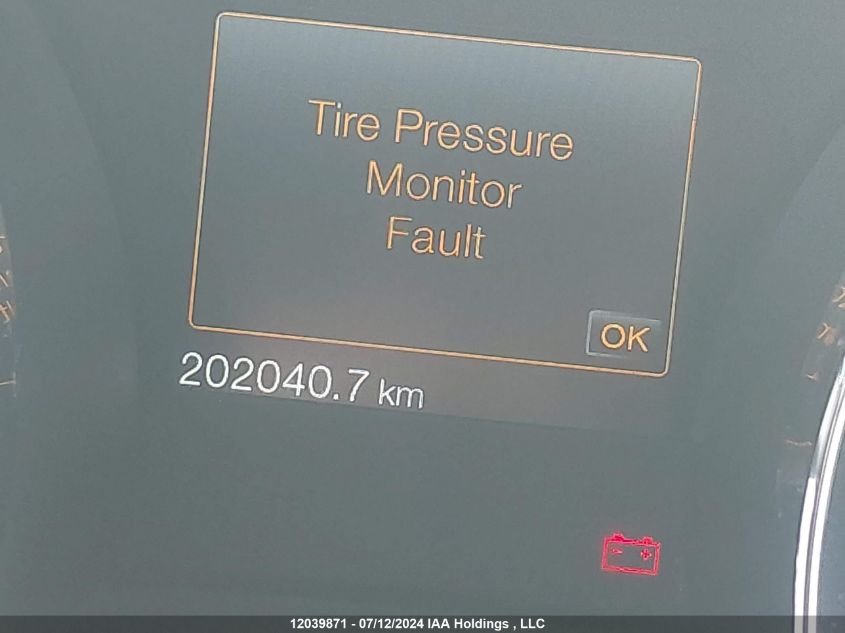 Tire Pressure
Monitor
Fault
OK
202040.7 km
12039871 - 07/12/2024 IAA Holdings , LLC